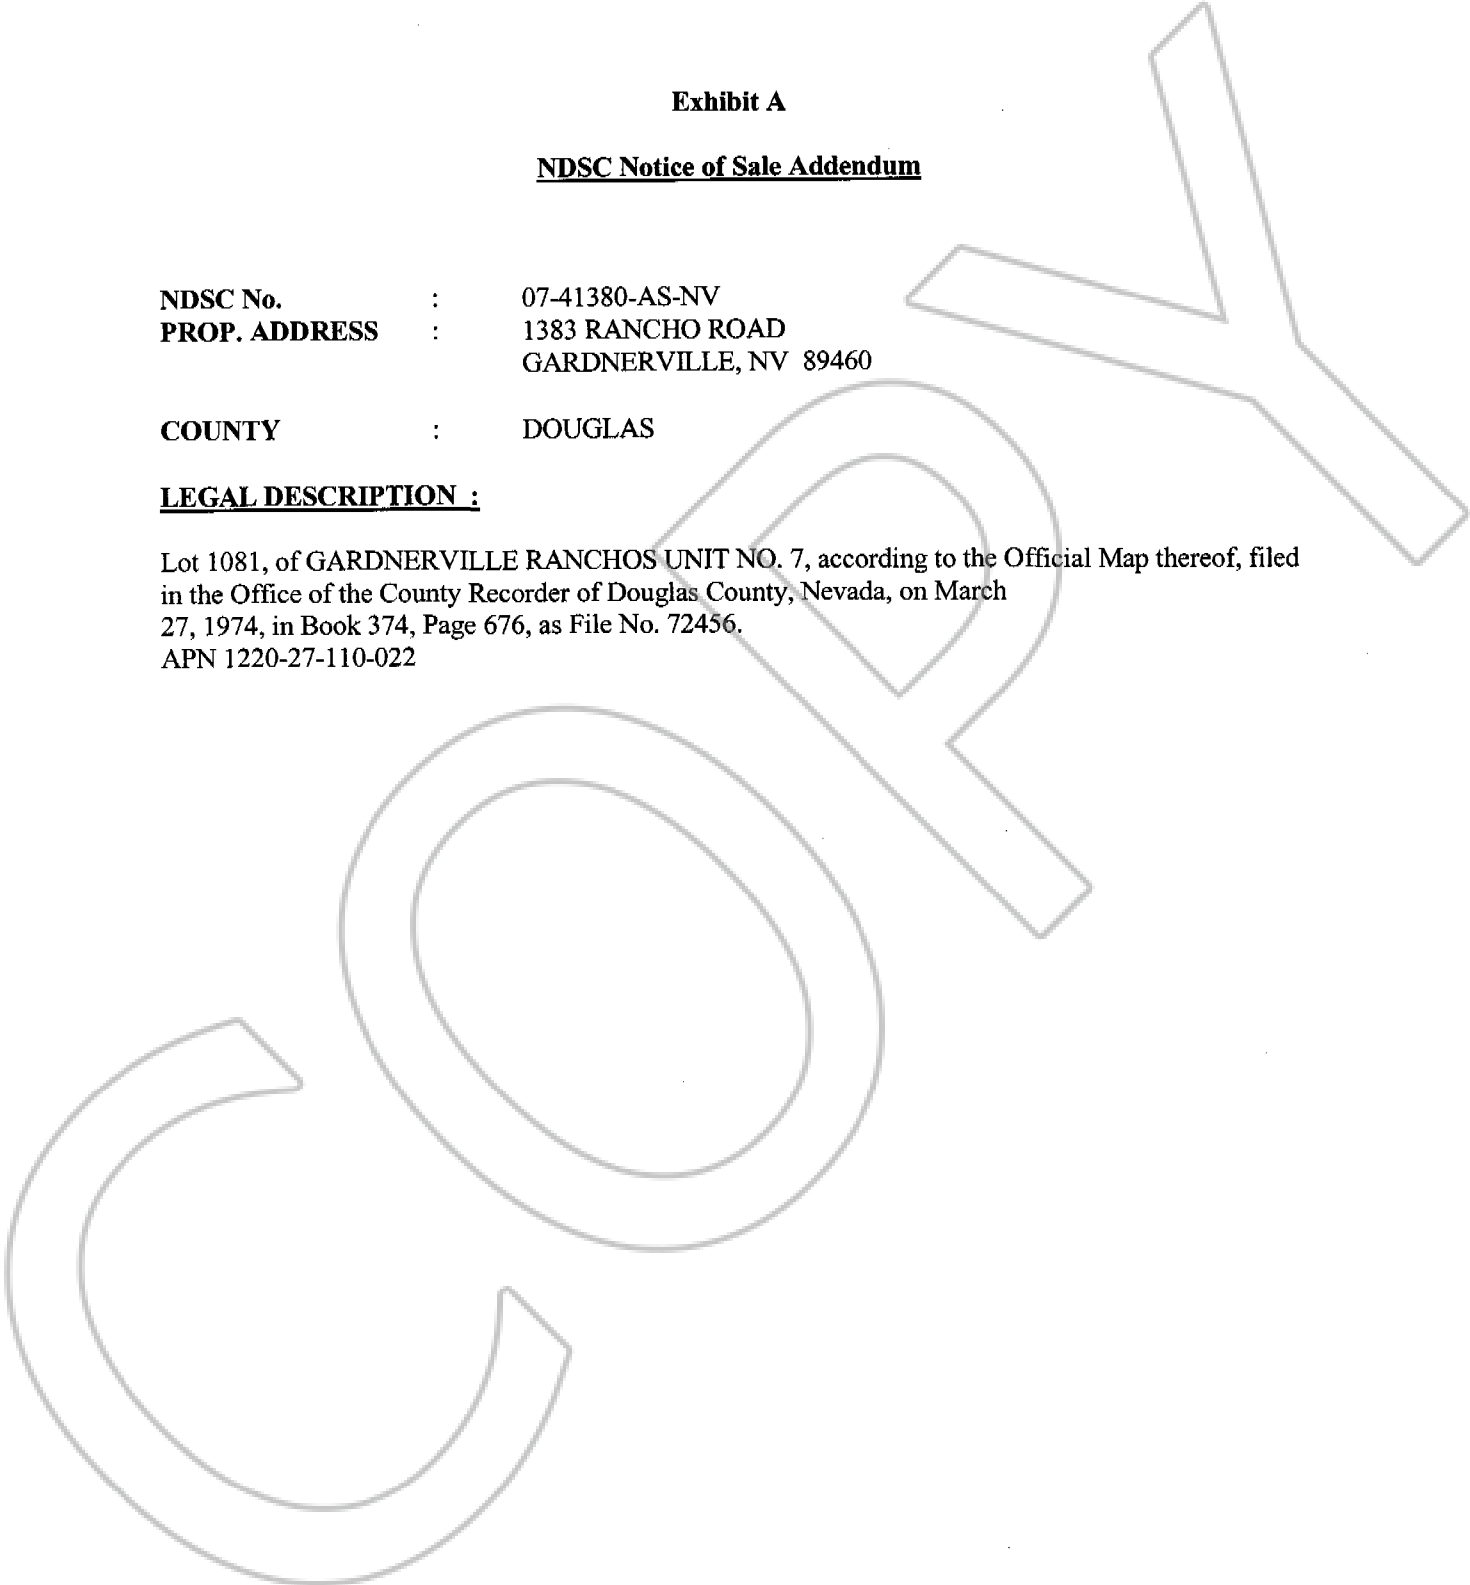 Exhibit A
NDSC Notice of Sale Addendum
NDSC No. : 07-41380-AS-NV
PROP. ADDRESS : 1383 RANCHO ROAD
GARDNERVILLE, NV 89460
COUNTY : DOUGLAS
LEGAL DESCRIPTION :
Lot 1081, of GARDNERVILLE RANCHOS UNIT NO. 7, according to the Official Map thereof, filed
in the Office of the County Recorder of Douglas County, Nevada, on March
27, 1974, in Book 374, Page 676, as File No. 72456.
APN 1220-27-110-022
COPY